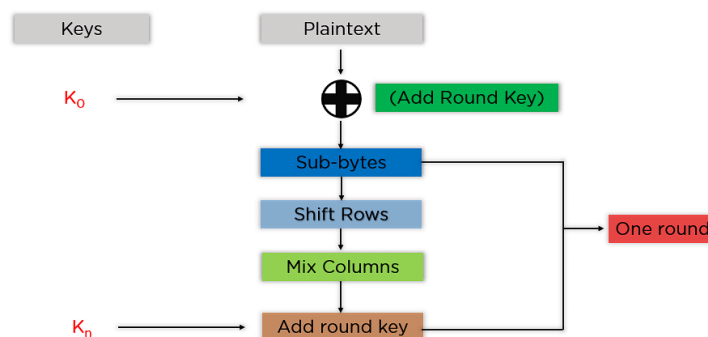 Keys
Plaintext
K0
(Add Round Key)
Sub-bytes
Shift Rows
One round
Mix Columns
Kn
Add round key